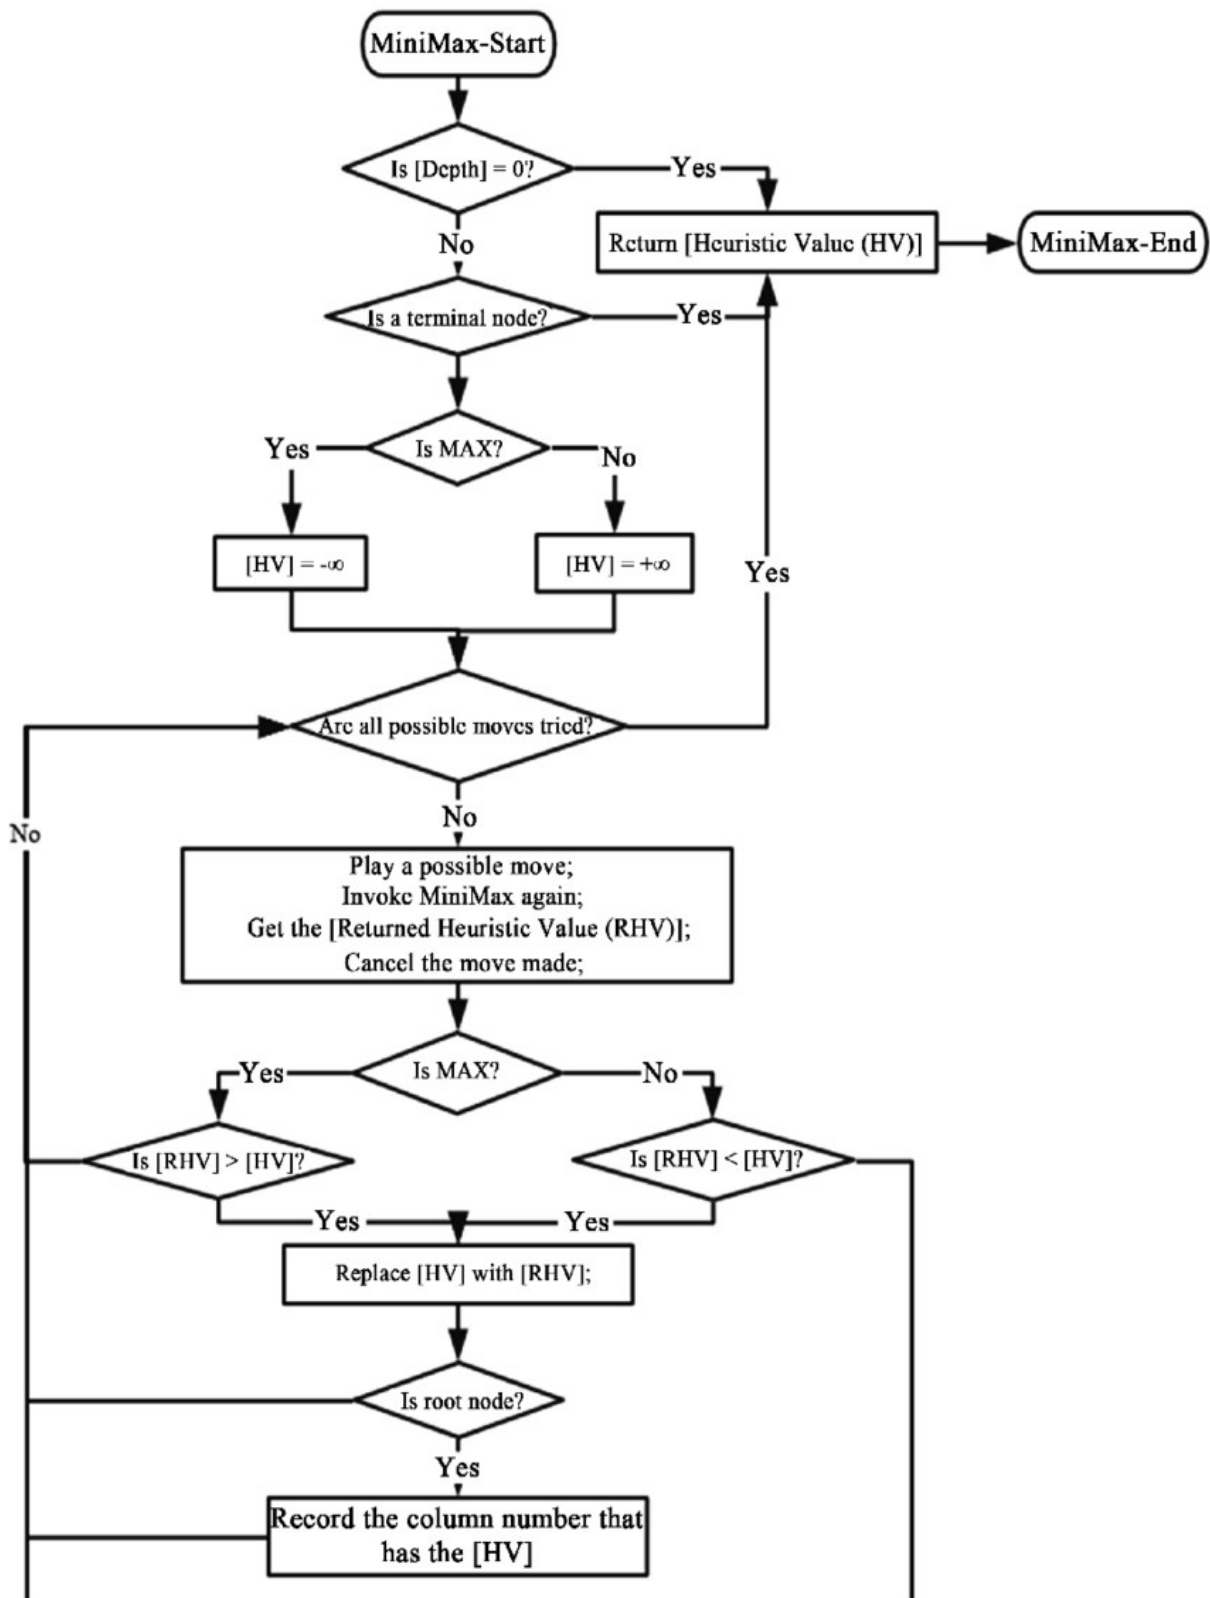 MiniMax-Start
Is [Depth] = 0?
Yes
Return [Heuristic Value (HV)]
MiniMax-End
No
Is a terminal node?
Yes
Is MAX?
Yes
No
[HV] = -∞
[HV] = +∞
Yes
Are all possible moves tried?
No
No
Play a possible move;
Invoke MiniMax again;
Get the [Returned Heuristic Value (RHV)];
Cancel the move made;
Is MAX?
Yes
No
Is [RHV] > [HV]?
Is [RHV] < [HV]?
Yes
Yes
Replace [HV] with [RHV];
Is root node?
Yes
Record the column number that
has the [HV]